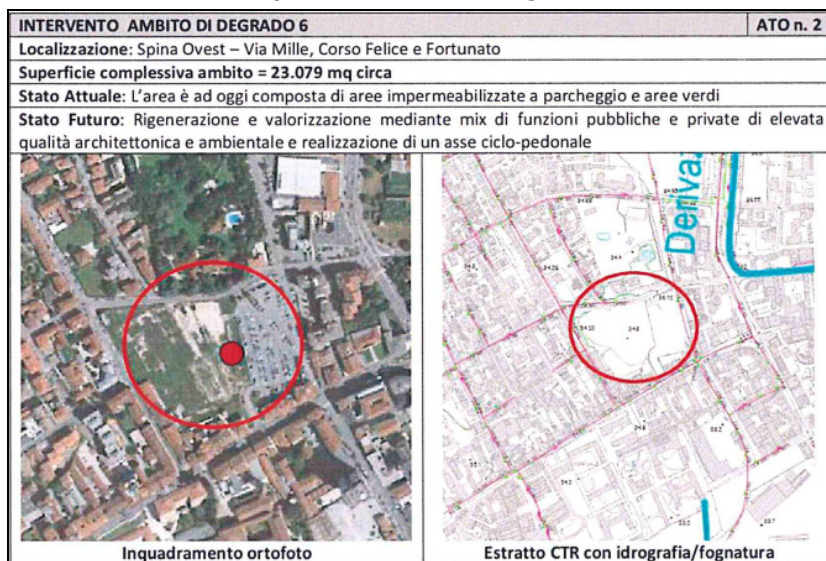 INTERVENTO AMBITO DI DEGRADO 6 ATO n. 2
Localizzazione: Spina Ovest – Via Mille, Corso Felice e Fortunato
Superficie complessiva ambito = 23.079 mq circa
Stato Attuale: L'area è ad oggi composta di aree impermeabilizzate a parcheggio e aree verdi
Stato Futuro: Rigenerazione e valorizzazione mediante mix di funzioni pubbliche e private di elevata
qualità architettonica e ambientale e realizzazione di un asse ciclo-pedonale
Deriva
Inquadramento ortofoto
Estratto CTR con idrografia/fognatura